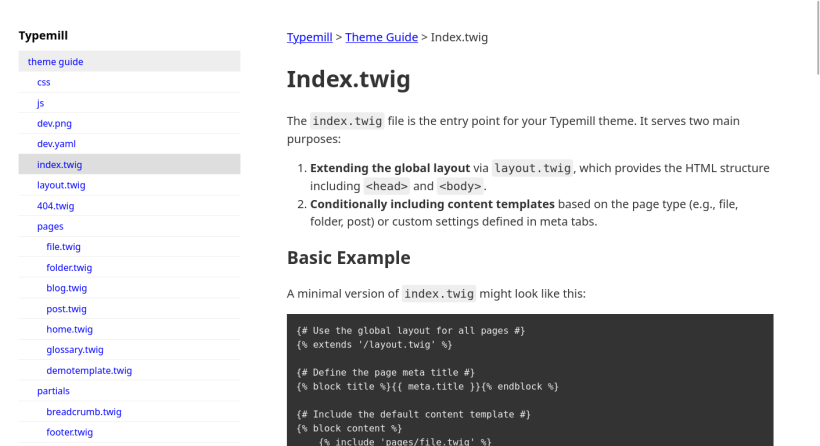 Typemill
theme guide
css
js
dev.png
dev.yaml
index.twig
layout.twig
404.twig
pages
file.twig
folder.twig
blog.twig
post.twig
home.twig
glossary.twig
demotemplate.twig
partials
breadcrumb.twig
footer.twig
Typemill > Theme Guide > Index.twig
Index.twig
The index.twig file is the entry point for your Typemill theme. It serves two main
purposes:
1. Extending the global layout via layout.twig, which provides the HTML structure
including <head> and <body>.
2. Conditionally including content templates based on the page type (e.g., file,
folder, post) or custom settings defined in meta tabs.
Basic Example
A minimal version of index.twig might look like this:
{# Use the global layout for all pages #}
{% extends '/layout.twig' %}
{# Define the page meta title #}
{% block title %}{{ meta.title }}{% endblock %}
{# Include the default content template #}
{% block content %}
{% include 'pages/file.twig' %}